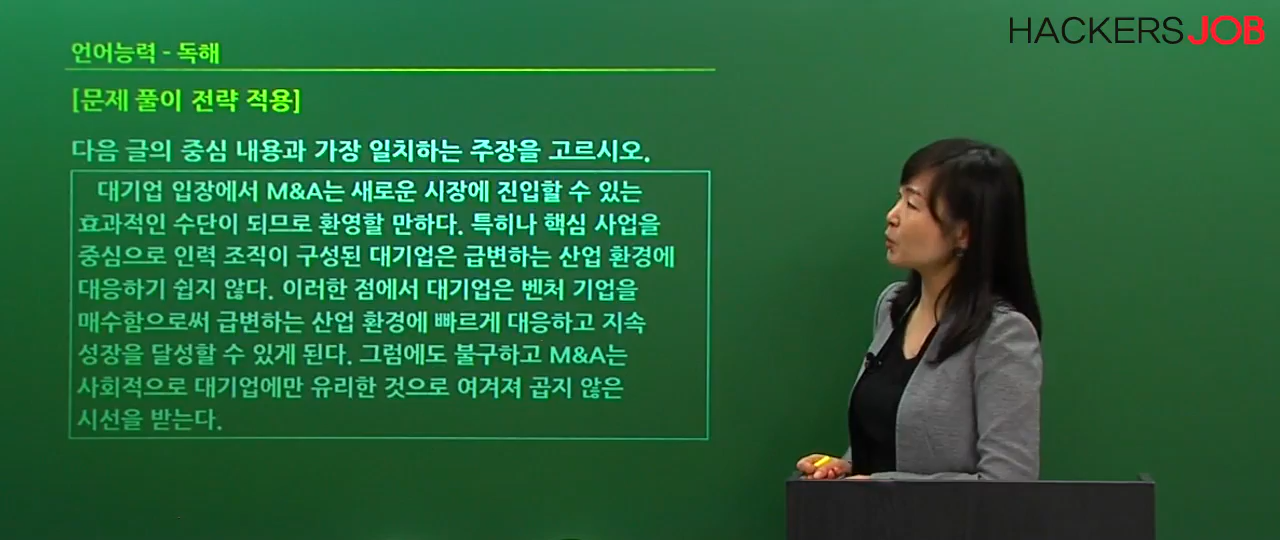 HACKERSJOB
언어능력 - 독해
[문제 풀이 전략 적용]
다음 글의 중심 내용과 가장 일치하는 주장을 고르시오.
대기업 입장에서 M&A는 새로운 시장에 진입할 수 있는
효과적인 수단이 되므로 환영할 만하다. 특히나 핵심 사업을
중심으로 인력 조직이 구성된 대기업은 급변하는 산업 환경에
대응하기 쉽지 않다. 이러한 점에서 대기업은 벤처 기업을
매수함으로써 급변하는 산업 환경에 빠르게 대응하고 지속
성장을 달성할 수 있게 된다. 그럼에도 불구하고 M&A는
사회적으로 대기업에만 유리한 것으로 여겨져 곱지 않은
시선을 받는다.